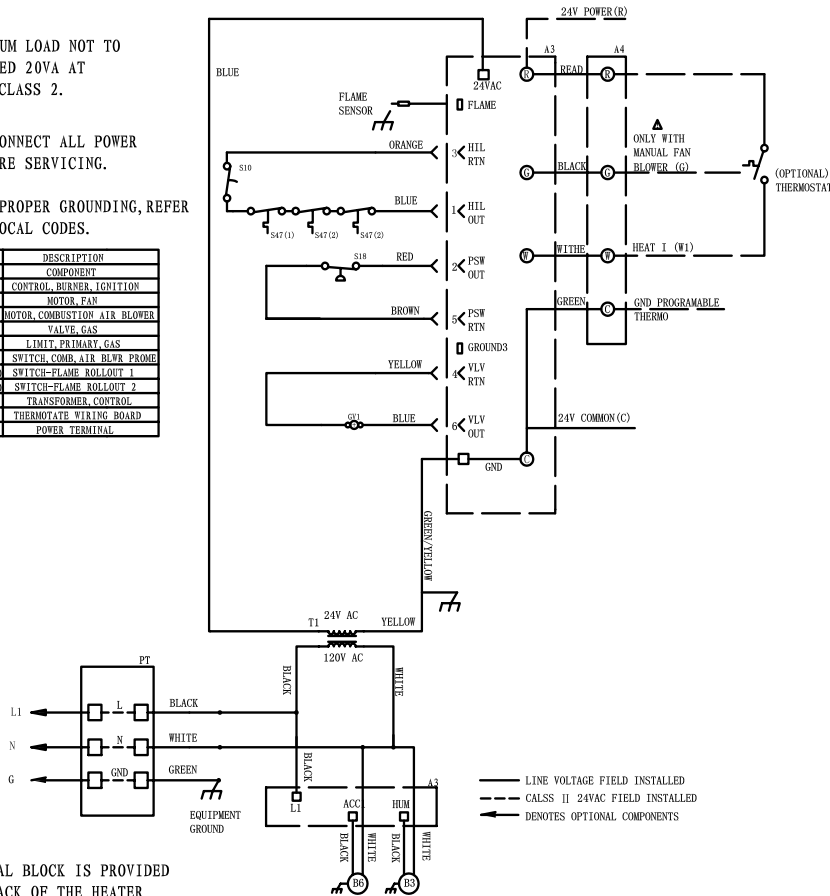 24V POWER(R)
UM LOAD NOT TO
ED 20VA AT
CLASS 2.
ONNECT ALL POWER
RE SERVICING.
PROPER GROUNDING, REFER
OCAL CODES.
DESCRIPTION
COMPONENT
CONTROL, BURNER, IGNITION
MOTOR, FAN
MOTOR, COMBUSTION AIR BLOWER
VALVE, GAS
LIMIT, PRIMARY, GAS
SWITCH, COMB, AIR BLWR PROME
SWITCH-FLAME ROLLOUT 1
SWITCH-FLAME ROLLOUT 2
TRANSFORMER, CONTROL
THERMOTATE WIRING BOARD
POWER TERMINAL
BLUE
A3
A4
24VAC
R
READ
R
FLAME
SENSOR
FLAME
ONLY WITH
MANUAL FAN
BLOWER (G)
ORANGE
3
HIL
RTN
S10
G
BLACK
G
(OPTIONAL)
THERMOSTAT
BLUE
1
HIL
OUT
S47(1)
S47(2)
S47(2)
W
WITHE
W
HEAT I (W1)
S18
RED
2
PSW
OUT
BROWN
5
PSW
RTN
GREEN
C
GND PROGRAMABLE
THERMO
GROUND3
YELLOW
4
VLV
RTN
GV1
BLUE
6
VLV
OUT
24V COMMON(C)
GND
C
GREEN/YELLOW
T1
24V AC
YELLOW
120V AC
BLACK
WHITE
PT
L1
L
BLACK
N
N
WHITE
G
GND
GREEN
EQUIPMENT
GROUND
BLACK
A3
L1
ACC1
HUM
BLACK
WHITE
BLACK
WHITE
B6
B3
LINE VOLTAGE FIELD INSTALLED
CALSS II 24VAC FIELD INSTALLED
DENOTES OPTIONAL COMPONENTS
AL BLOCK IS PROVIDED
ACK OF THE HEATER